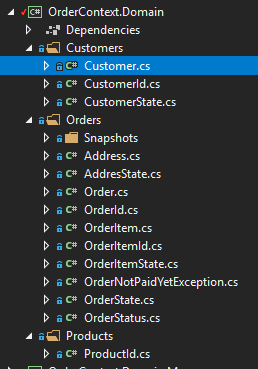 C# OrderContext.Domain
Dependencies
Customers
C# Customer.cs
C# CustomerId.cs
C# CustomerState.cs
Orders
Snapshots
C# Address.cs
C# AddresState.cs
C# Order.cs
C# OrderId.cs
C# OrderItem.cs
C# OrderItemId.cs
C# OrderItemState.cs
C# OrderNotPaidYetException.cs
C# OrderState.cs
C# OrderStatus.cs
Products
C# ProductId.cs